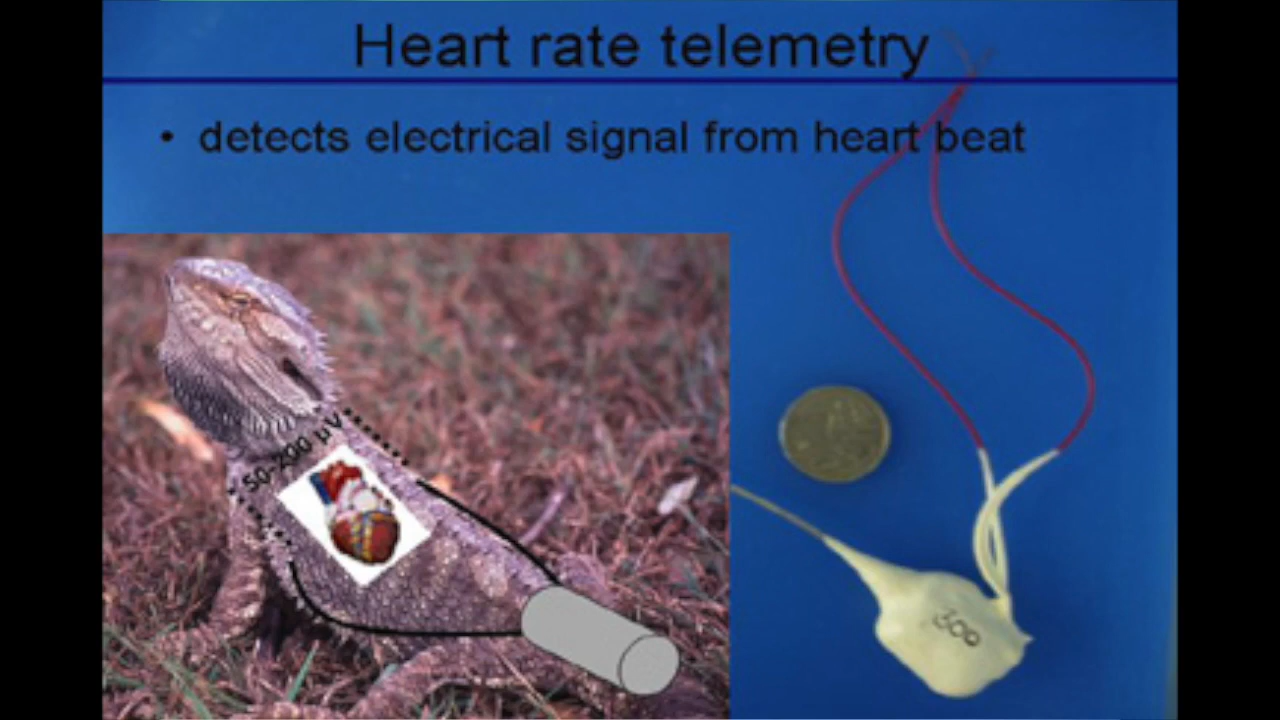 Heart rate telemetry
• detects electrical signal from heart beat
50-200 µV
300